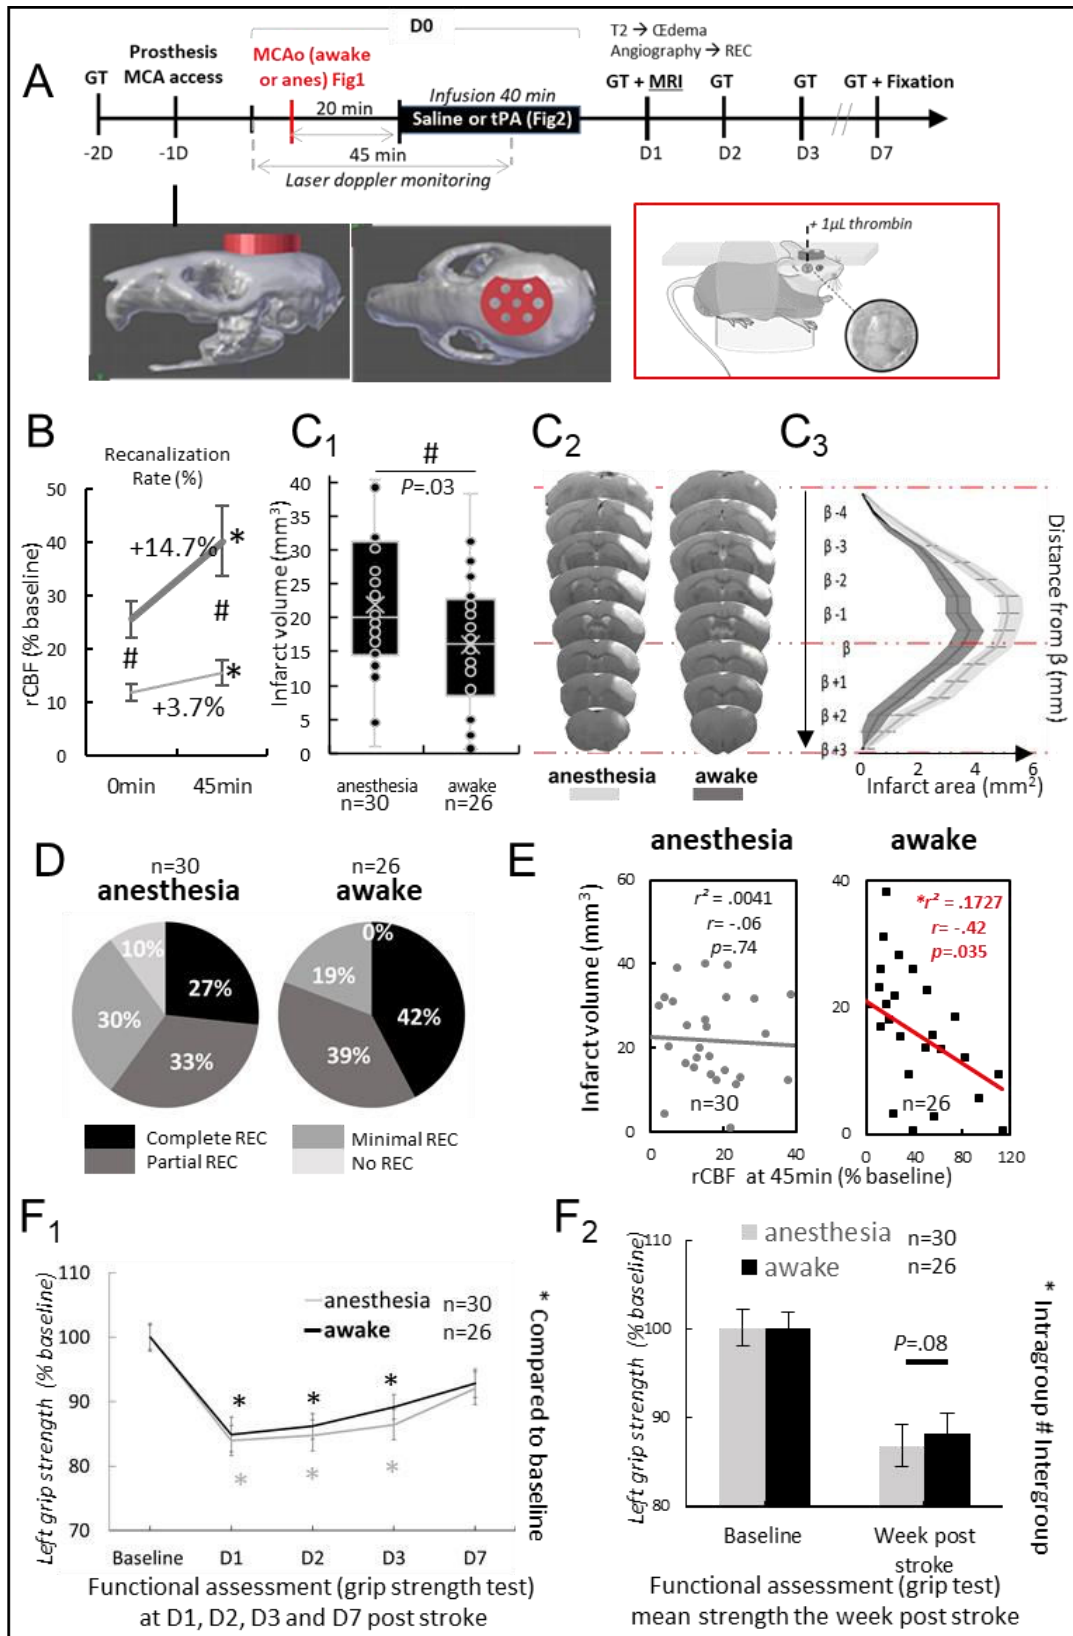 A
D0
T2 → Œdema
Angiography → REC
GT
Prosthesis
MCA access
MCAo (awake
or anes) Fig1
20 min
Infusion 40 min
Saline or tPA (Fig2)
GT + MRI
GT
GT
GT + Fixation
-2D
-1D
45 min
Laser doppler monitoring
D1
D2
D3
D7
+ 1µL thrombin
B
Recanalization
Rate (%)
rCBF (% baseline)
50
40
30
20
10
0
+14.7%
*
#
#
*
+3.7%
0min
45min
C1
#
P=.03
Infarct volume (mm³)
40
35
30
25
20
15
10
5
0
anesthesia
n=30
awake
n=26
C2
anesthesia
awake
C3
β -4
β -3
β -2
β -1
β
β +1
β +2
β +3
Distance from β (mm)
0
2
4
6
Infarct area (mm²)
D
n=30
anesthesia
10%
27%
30%
33%
n=26
awake
0%
19%
42%
39%
Complete REC
Partial REC
Minimal REC
No REC
E
anesthesia
awake
Infarct volume (mm³)
60
40
20
0
r² = .0041
r= -.06
p=.74
n=30
0
20
40
40
20
0
*r² = .1727
r= -.42
p=.035
n=26
0
40
80
120
rCBF at 45min (% baseline)
F1
Left grip strength (% baseline)
110
100
90
80
70
anesthesia n=30
awake n=26
*
*
*
*
*
*
* Compared to baseline
Baseline
D1
D2
D3
D7
Functional assessment (grip strength test)
at D1, D2, D3 and D7 post stroke
F2
Left grip strength (% baseline)
110
100
90
80
anesthesia n=30
awake n=26
P=.08
* Intragroup # Intergroup
Baseline
Week post
stroke
Functional assessment (grip test)
mean strength the week post stroke